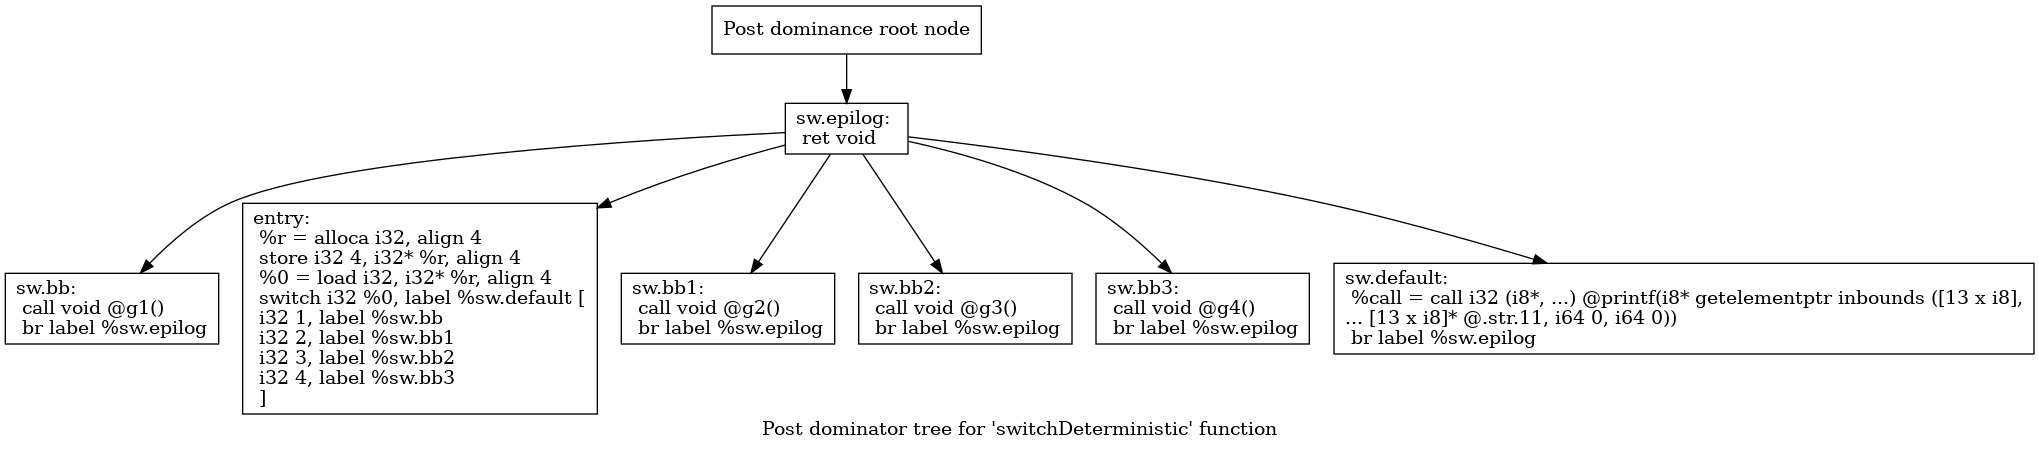 Post dominance root node
sw.epilog:
ret void
sw.bb:
call void @g1()
br label %sw.epilog
entry:
%r = alloca i32, align 4
store i32 4, i32* %r, align 4
%0 = load i32, i32* %r, align 4
switch i32 %0, label %sw.default [
i32 1, label %sw.bb
i32 2, label %sw.bb1
i32 3, label %sw.bb2
i32 4, label %sw.bb3
]
sw.bb1:
call void @g2()
br label %sw.epilog
sw.bb2:
call void @g3()
br label %sw.epilog
sw.bb3:
call void @g4()
br label %sw.epilog
sw.default:
%call = call i32 (i8*, ...) @printf(i8* getelementptr inbounds ([13 x i8],
... [13 x i8]* @.str.11, i64 0, i64 0))
br label %sw.epilog
Post dominator tree for 'switchDeterministic' function